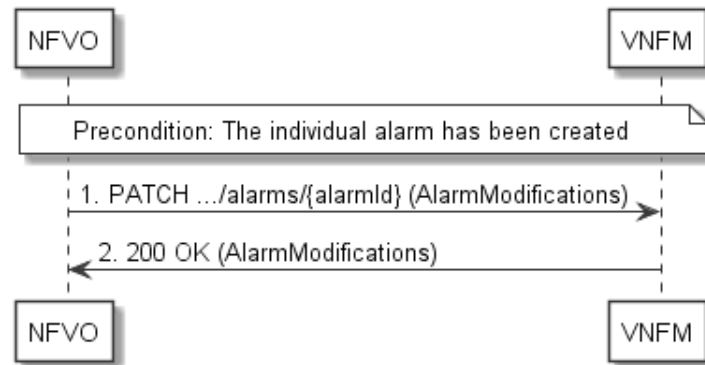 NFVO
VNFM
Precondition: The individual alarm has been created
1. PATCH .../alarms/{alarmId} (AlarmModifications)
2. 200 OK (AlarmModifications)
NFVO
VNFM